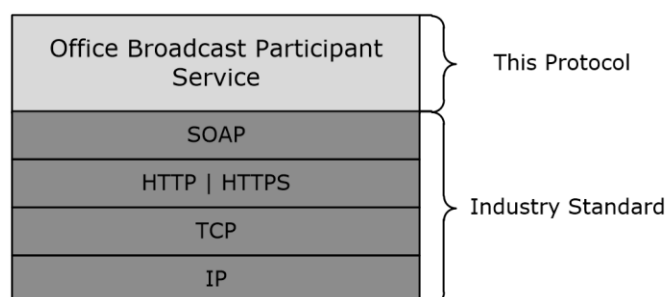 Office Broadcast Participant
Service
This Protocol
SOAP
HTTP | HTTPS
Industry Standard
TCP
IP